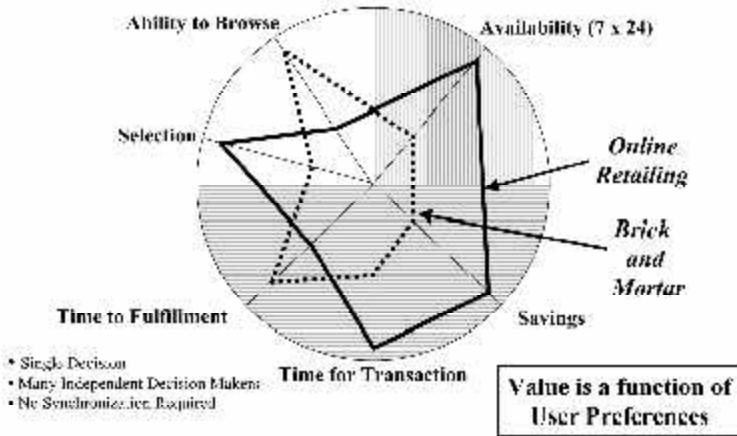 Ability to Browse
Availability (7 x 24)
Selection
Online
Retailing
Brick
and
Mortar
Time to Fulfillment
Savings
Time for Transaction
• Single Decision
• Many Independent Decision Makers
• No Synchronization Required
Value is a function of
User Preferences